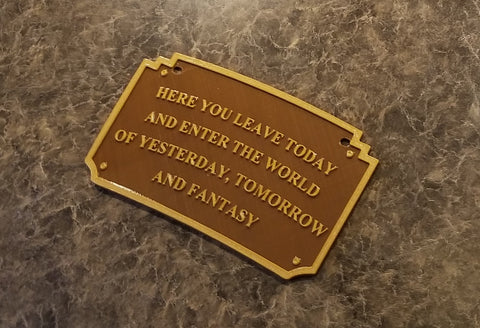 HERE YOU LEAVE TODAY
AND ENTER THE WORLD
OF YESTERDAY, TOMORROW
AND FANTASY